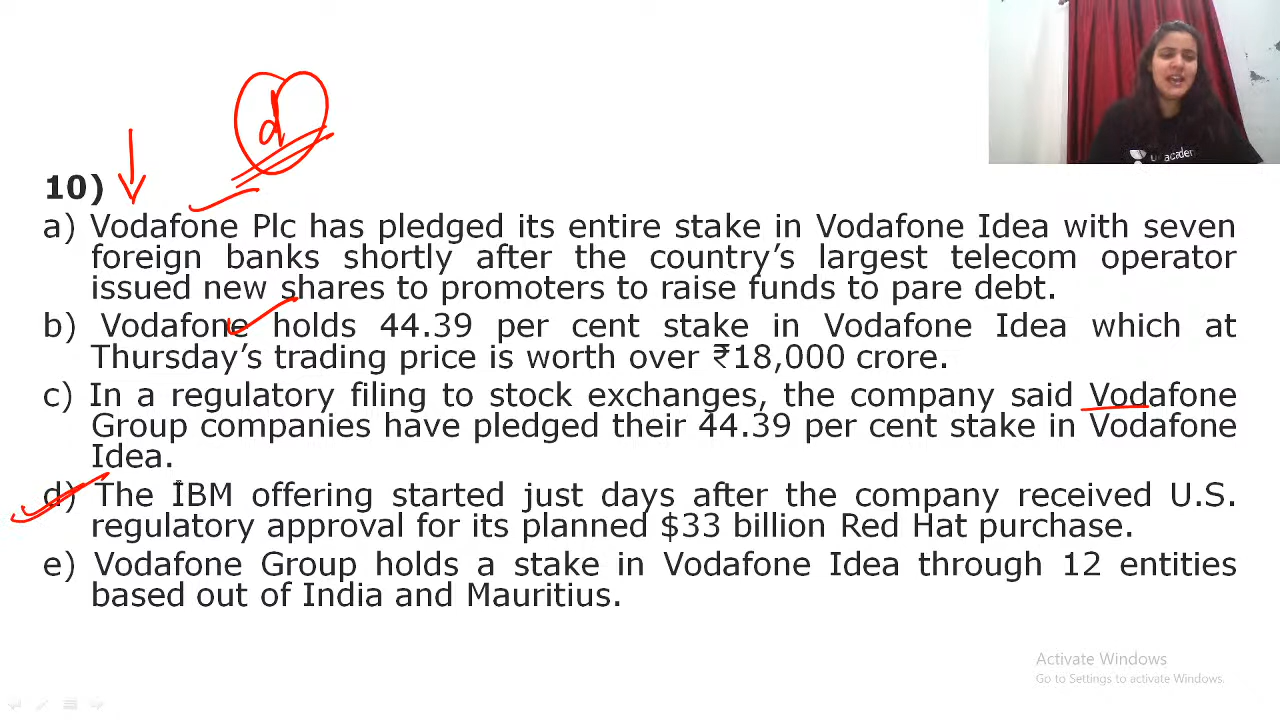 d
10)
a) Vodafone Plc has pledged its entire stake in Vodafone Idea with seven
foreign banks shortly after the country's largest telecom operator
issued new shares to promoters to raise funds to pare debt.
b) Vodafone holds 44.39 per cent stake in Vodafone Idea which at
Thursday's trading price is worth over ₹18,000 crore.
c) In a regulatory filing to stock exchanges, the company said Vodafone
Group companies have pledged their 44.39 per cent stake in Vodafone
Idea.
d) The IBM offering started just days after the company received U.S.
regulatory approval for its planned $33 billion Red Hat purchase.
e) Vodafone Group holds a stake in Vodafone Idea through 12 entities
based out of India and Mauritius.
Activate Windows
Go to Settings to activate Windows.